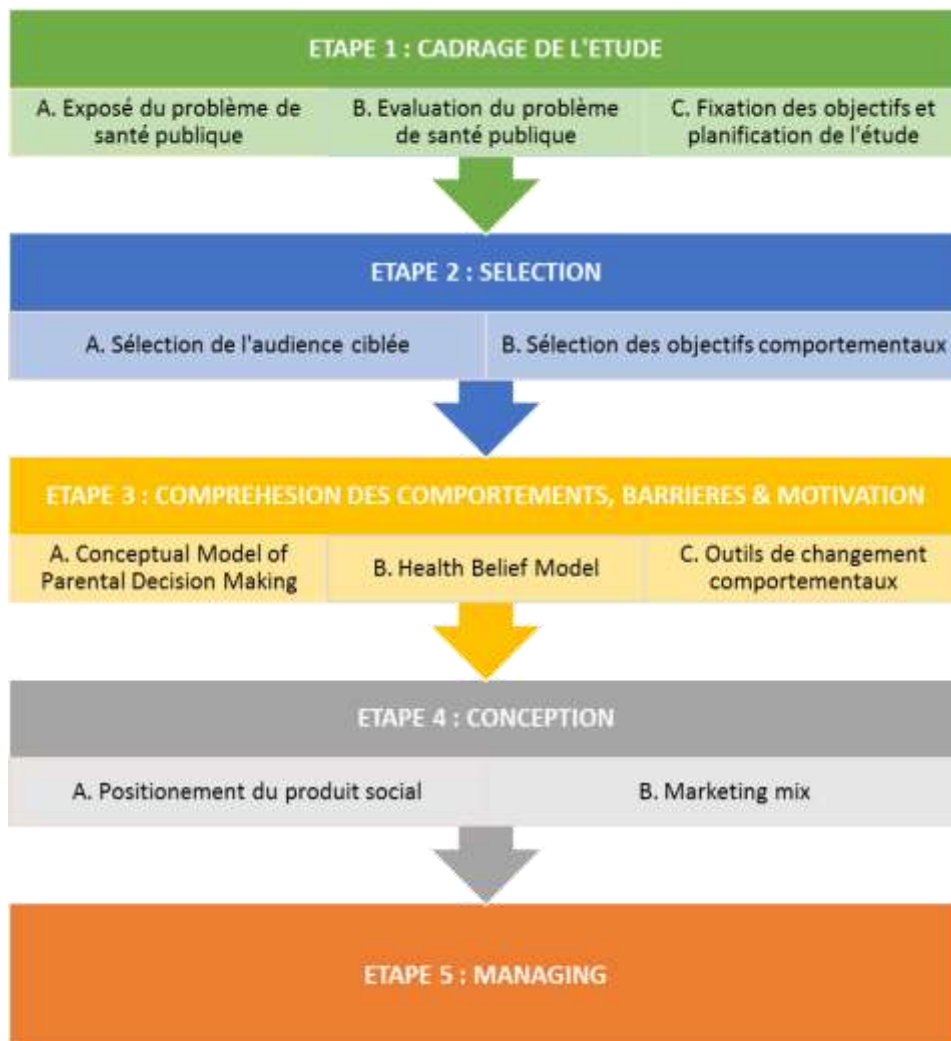 ETAPE 1 : CADRAGE DE L'ETUDE
A. Exposé du problème de
santé publique
B. Evaluation du problème
de santé publique
C. Fixation des objectifs et
planification de l'étude
ETAPE 2 : SELECTION
A. Sélection de l'audience ciblée
B. Sélection des objectifs comportementaux
ETAPE 3 : COMPREHESION DES COMPORTEMENTS, BARRIERES & MOTIVATION
A. Conceptual Model of
Parental Decision Making
B. Health Belief Model
C. Outils de changement
comportementaux
ETAPE 4 : CONCEPTION
A. Positionement du produit social
B. Marketing mix
ETAPE 5 : MANAGING